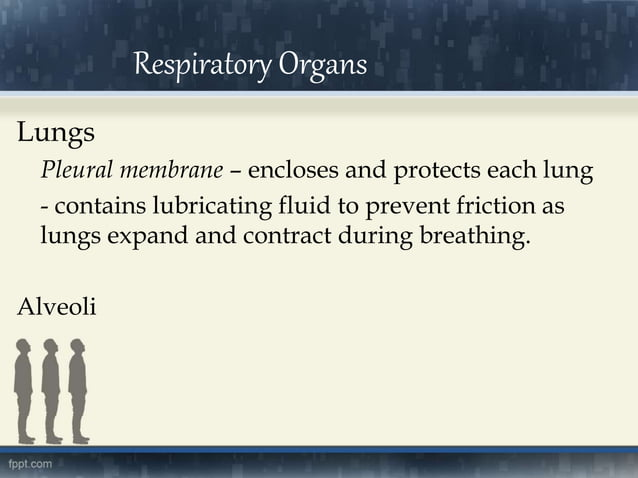 Respiratory Organs
Lungs
Pleural membrane – encloses and protects each lung
- contains lubricating fluid to prevent friction as
lungs expand and contract during breathing.
Alveoli
fppt.com